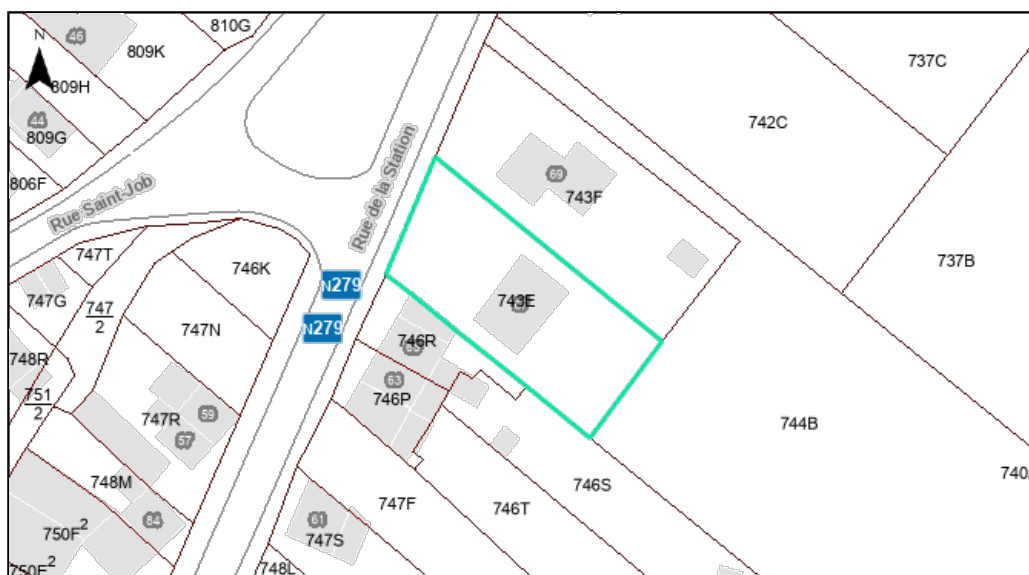 46
810G
809K
737C
N
809H
742C
44
809G
Rue de la Station
69
743F
806F
Rue Saint-Job
747T
746K
737B
747G
N279
743E
747
2
747N
N279
746R
65
748R
63
746P
751
2
747R
59
57
744B
740
748M
746S
747F
746T
84
61
750F2
747S
750F2
748L